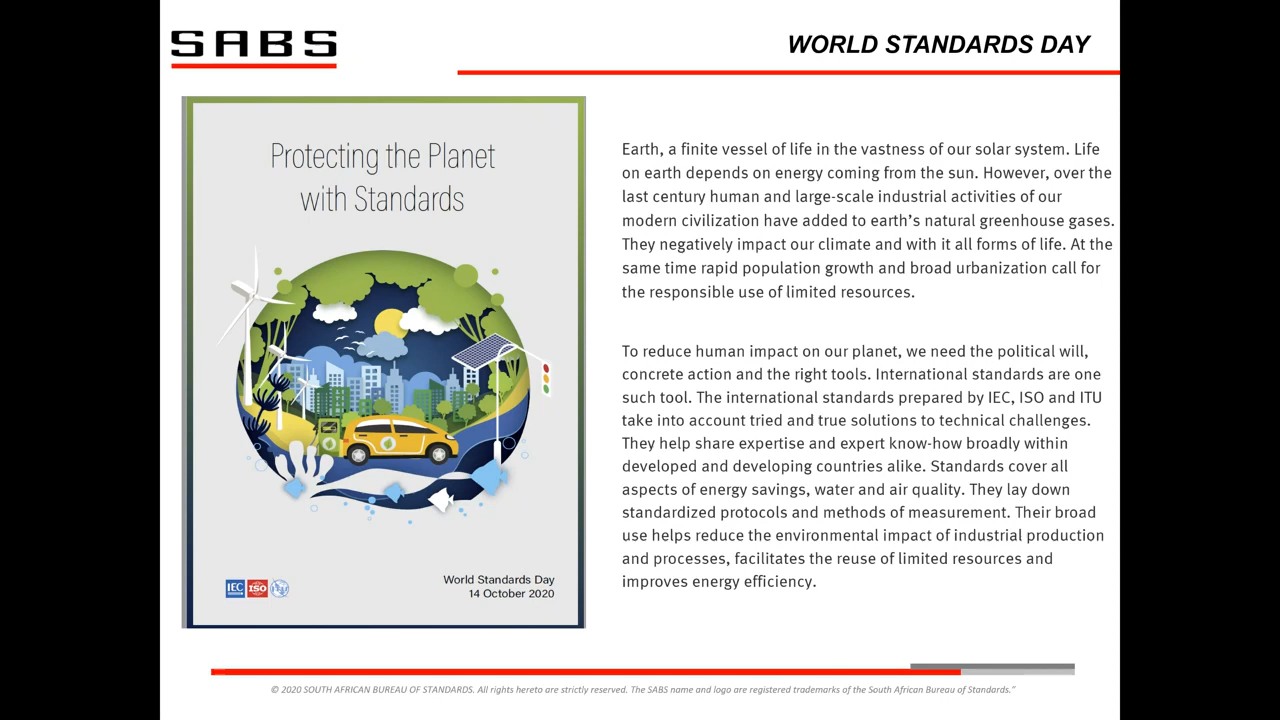 SABS
WORLD STANDARDS DAY
Protecting the Planet
with Standards
IEC ISO ITU
World Standards Day
14 October 2020
Earth, a finite vessel of life in the vastness of our solar system. Life
on earth depends on energy coming from the sun. However, over the
last century human and large-scale industrial activities of our
modern civilization have added to earth's natural greenhouse gases.
They negatively impact our climate and with it all forms of life. At the
same time rapid population growth and broad urbanization call for
the responsible use of limited resources.
To reduce human impact on our planet, we need the political will,
concrete action and the right tools. International standards are one
such tool. The international standards prepared by IEC, ISO and ITU
take into account tried and true solutions to technical challenges.
They help share expertise and expert know-how broadly within
developed and developing countries alike. Standards cover all
aspects of energy savings, water and air quality. They lay down
standardized protocols and methods of measurement. Their broad
use helps reduce the environmental impact of industrial production
and processes, facilitates the reuse of limited resources and
improves energy efficiency.
© 2020 SOUTH AFRICAN BUREAU OF STANDARDS. All rights hereto are strictly reserved. The SABS name and logo are registered trademarks of the South African Bureau of Standards."